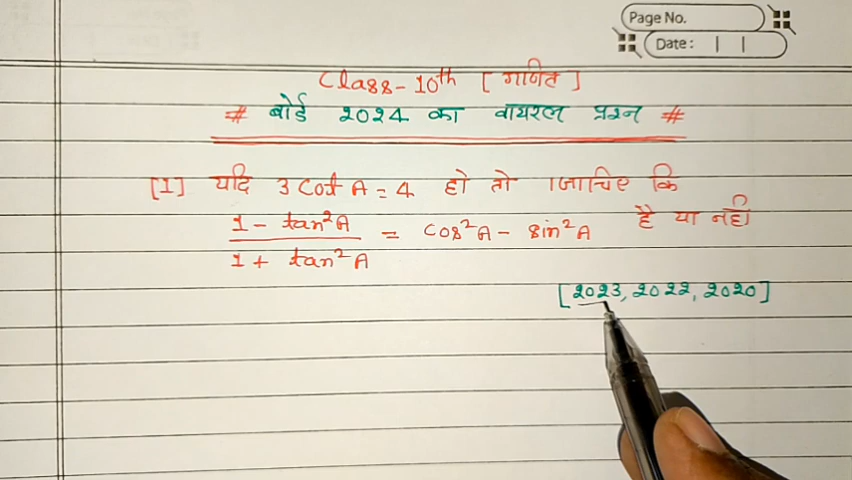 Page No.
Date:
Class-10th [गणित]
# बोर्ड 2024 का वायरल प्रश्न #
[1] यदि 3 Cot A = 4 हो तो जाचिए कि
1 - tan²A / 1 + tan²A = cos²A - sin²A है या नही
[2023, 2022, 2020]